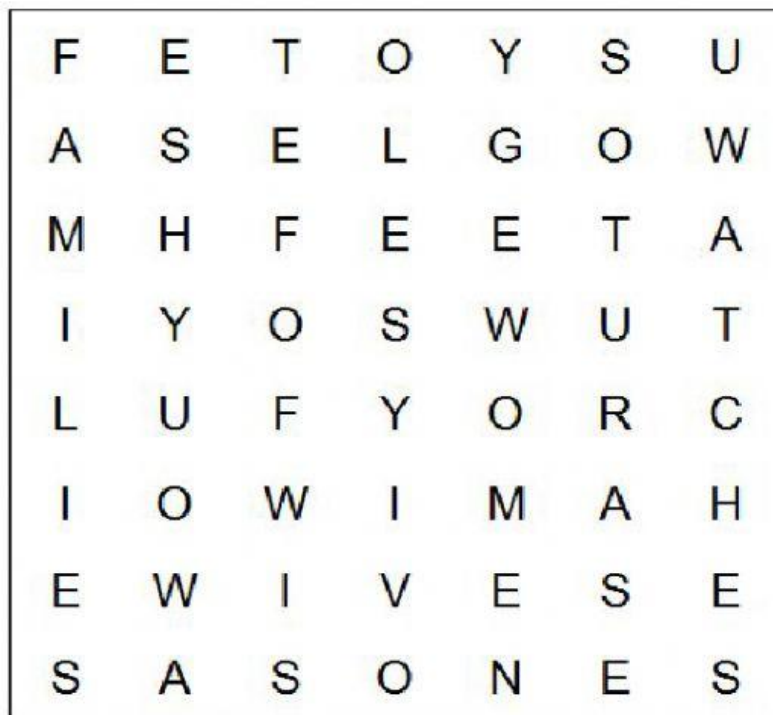 F E T O Y S U
A S E L G O W
M H F E E T A
I Y O S W U T
L U F Y O R C
I O W I M A H
E W I V E S E
S A S O N E S